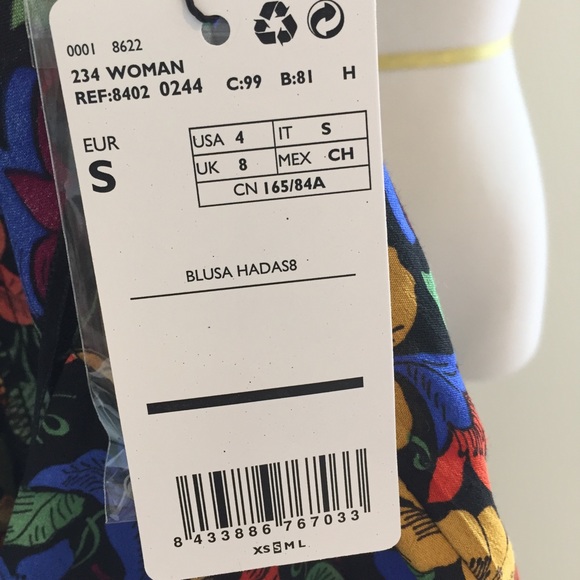 0001 8622
234 WOMAN
REF:8402 0244 C:99 B:81 H
EUR
S
USA 4 IT S
UK 8 MEX CH
CN 165/84A
BLUSA HADAS8
8 433886 767033
XS S M L